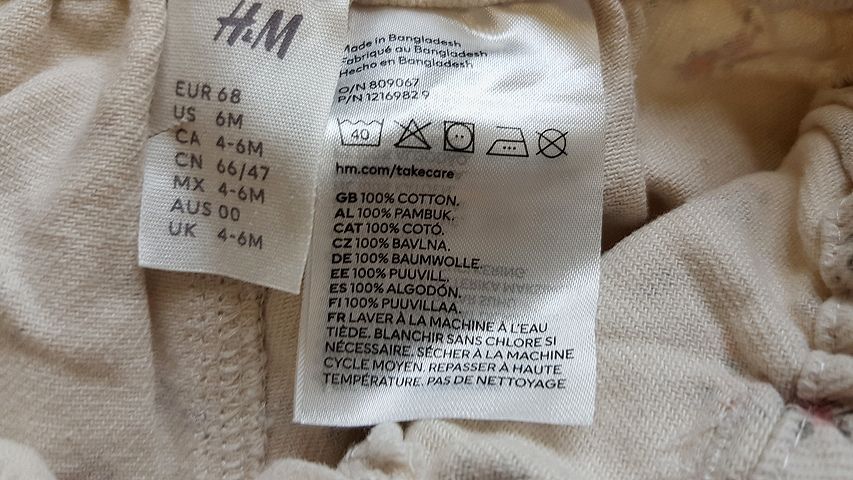 H&M
EUR 68
US 6M
CA 4-6M
CN 66/47
MX 4-6M
AUS 00
UK 4-6M
Made in Bangladesh
Fabriqué au Bangladesh
Hecho en Bangladesh
O/N 809067
P/N 12169829
40
hm.com/takecare
GB 100% COTTON.
AL 100% PAMBUK.
CAT 100% COTÓ.
CZ 100% BAVLNA.
DE 100% BAUMWOLLE.
EE 100% PUUVILL.
ES 100% ALGODÓN.
FI 100% PUUVILLAA.
FR LAVER À LA MACHINE À L'EAU
TIÈDE. BLANCHIR SANS CHLORE SI
NÉCESSAIRE. SÉCHER À LA MACHINE
CYCLE MOYEN. REPASSER À HAUTE
TEMPÉRATURE. PAS DE NETTOYAGE